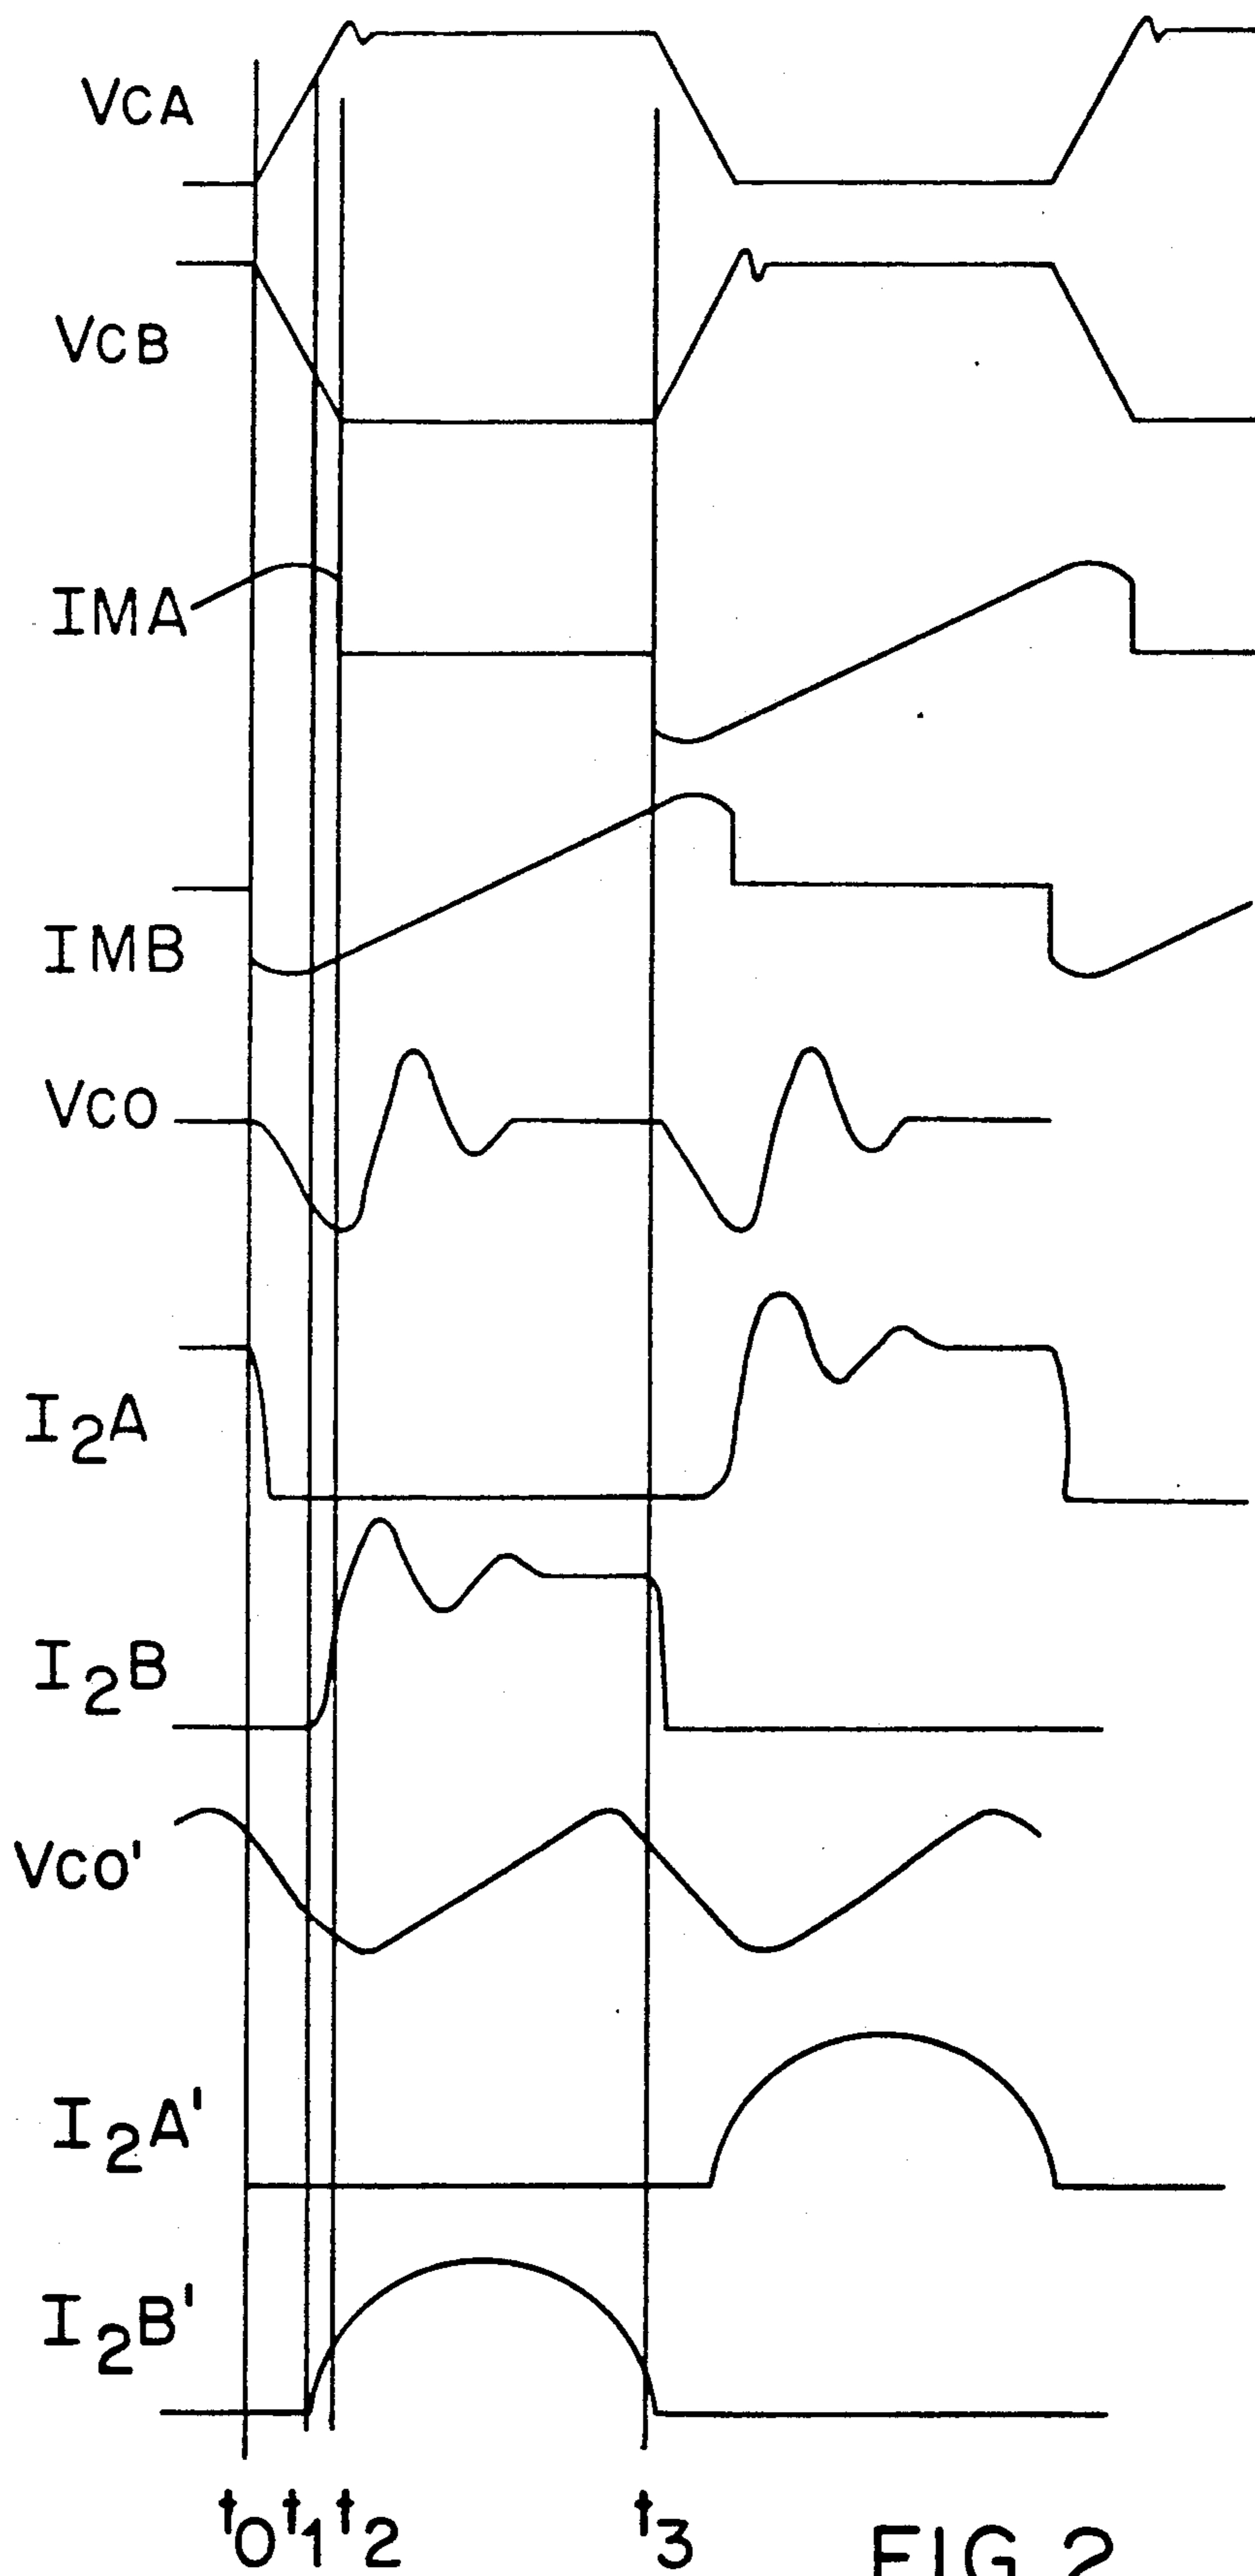 VCA
VCB
IMA
IMB
VCO
I2A
I2B
VCO'
I2A'
I2B'
t0 t1 t2 t3
FIG. 2